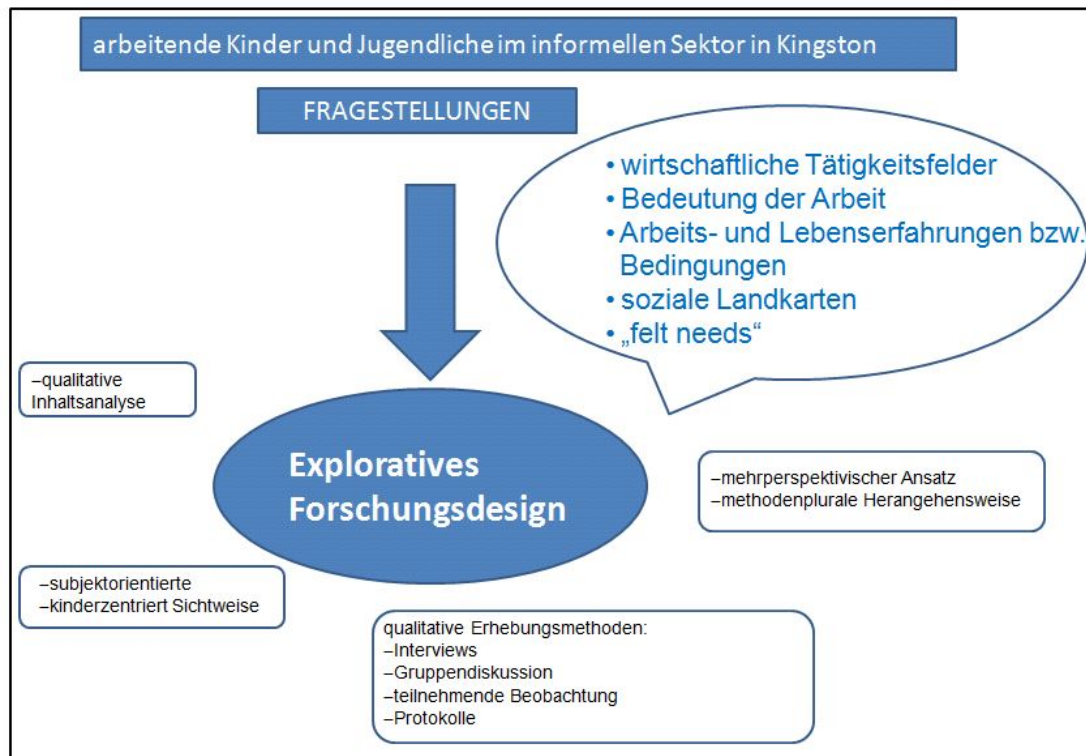 arbeitende Kinder und Jugendliche im informellen Sektor in Kingston
FRAGESTELLUNGEN
• wirtschaftliche Tätigkeitsfelder
• Bedeutung der Arbeit
• Arbeits- und Lebenserfahrungen bzw.
Bedingungen
• soziale Landkarten
• „felt needs“
–qualitative
Inhaltsanalyse
Exploratives
Forschungsdesign
–mehrperspektivischer Ansatz
–methodenplurale Herangehensweise
–subjektorientierte
–kinderzentriert Sichtweise
qualitative Erhebungsmethoden:
–Interviews
–Gruppendiskussion
–teilnehmende Beobachtung
–Protokolle